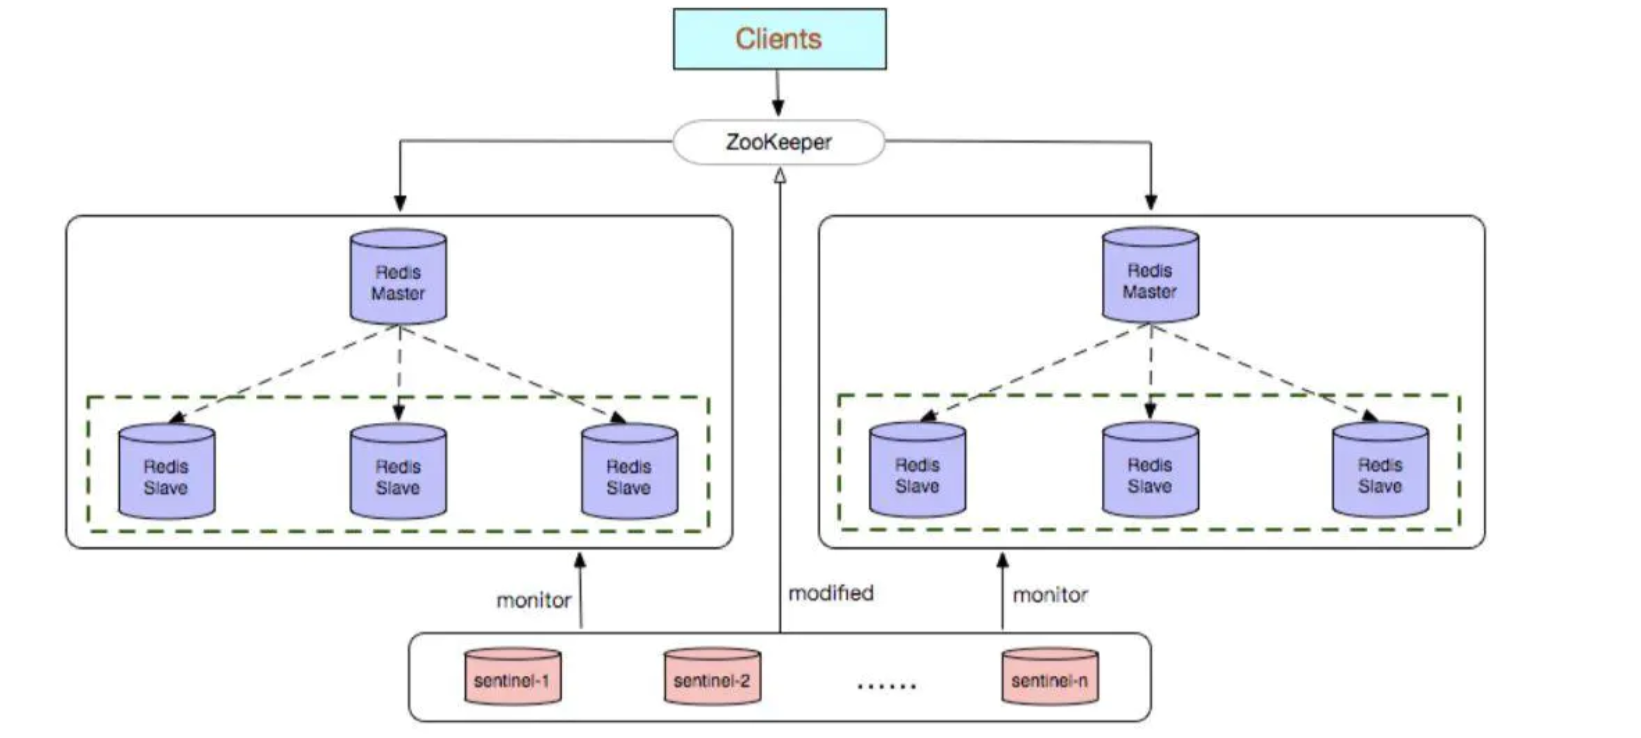 Clients
ZooKeeper
Redis
Master
Redis
Master
Redis
Slave
Redis
Slave
Redis
Slave
Redis
Slave
Redis
Slave
Redis
Slave
monitor
modified
monitor
sentinel-1
sentinel-2
......
sentinel-n